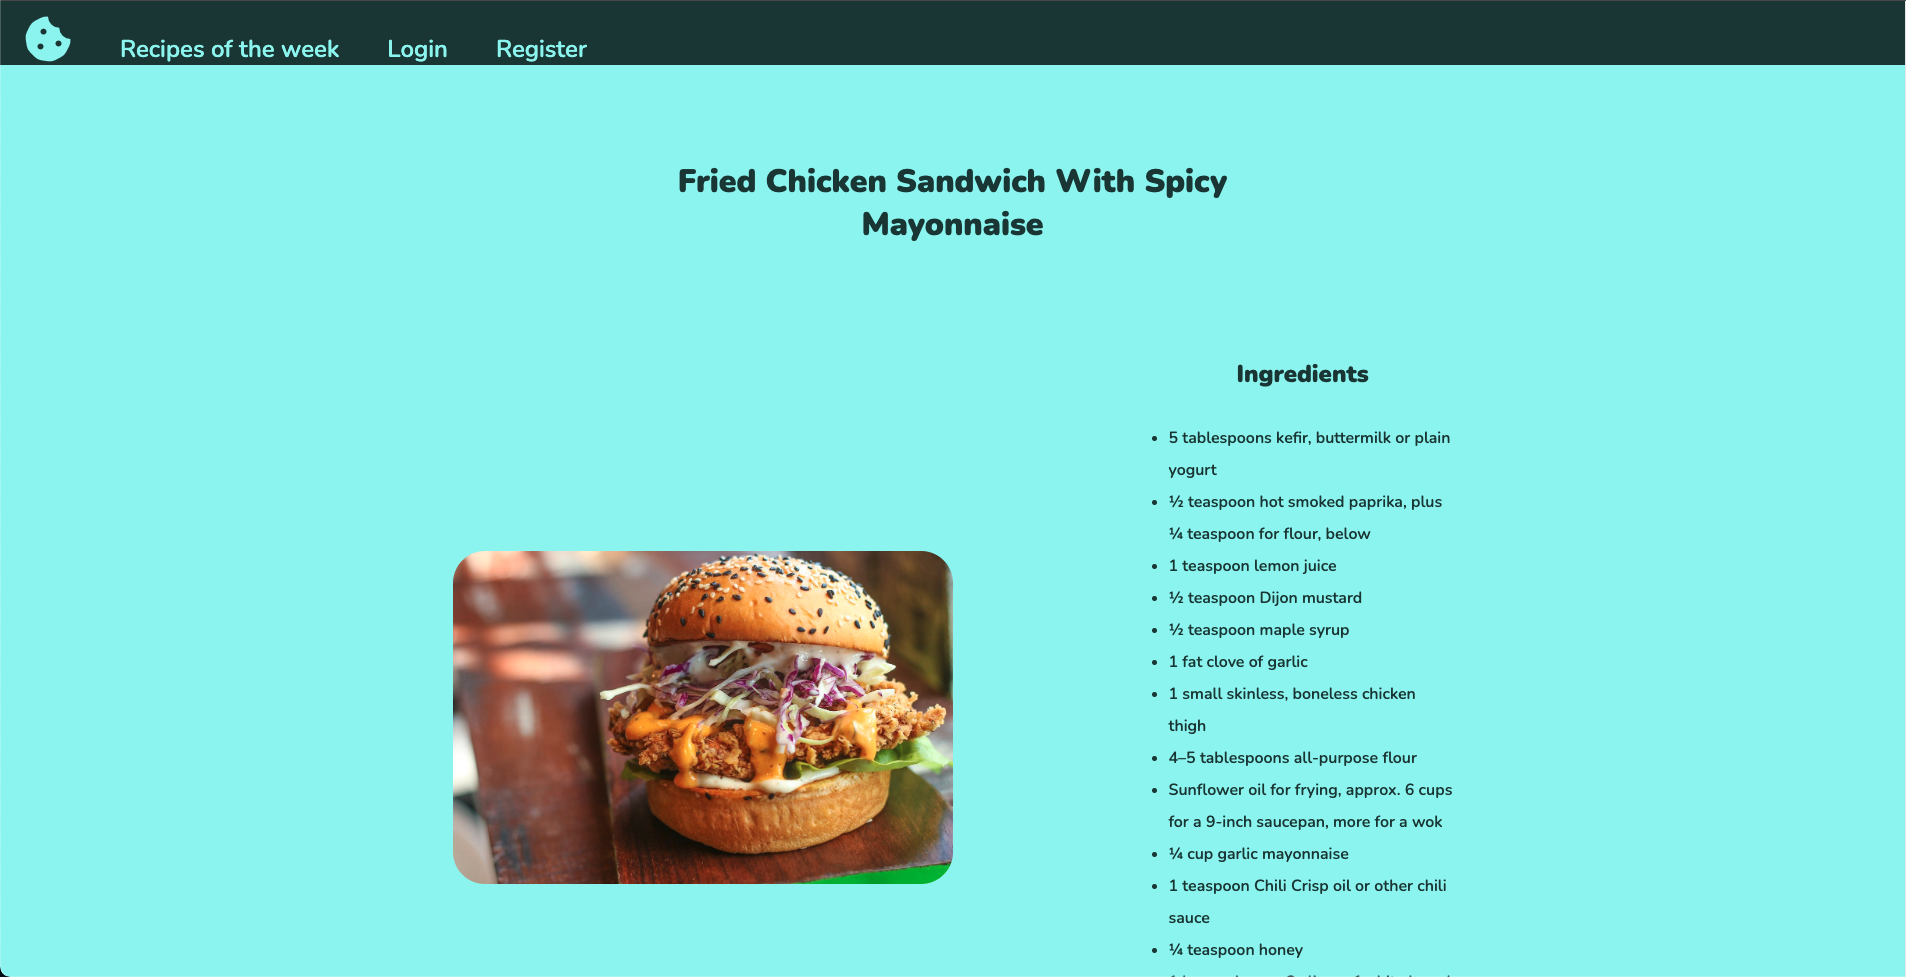 Recipes of the week Login Register
Fried Chicken Sandwich With Spicy
Mayonnaise
Ingredients
5 tablespoons kefir, buttermilk or plain
yogurt
½ teaspoon hot smoked paprika, plus
¼ teaspoon for flour, below
1 teaspoon lemon juice
½ teaspoon Dijon mustard
½ teaspoon maple syrup
1 fat clove of garlic
1 small skinless, boneless chicken
thigh
4–5 tablespoons all-purpose flour
Sunflower oil for frying, approx. 6 cups
for a 9-inch saucepan, more for a wok
¼ cup garlic mayonnaise
1 teaspoon Chili Crisp oil or other chili
sauce
¼ teaspoon honey